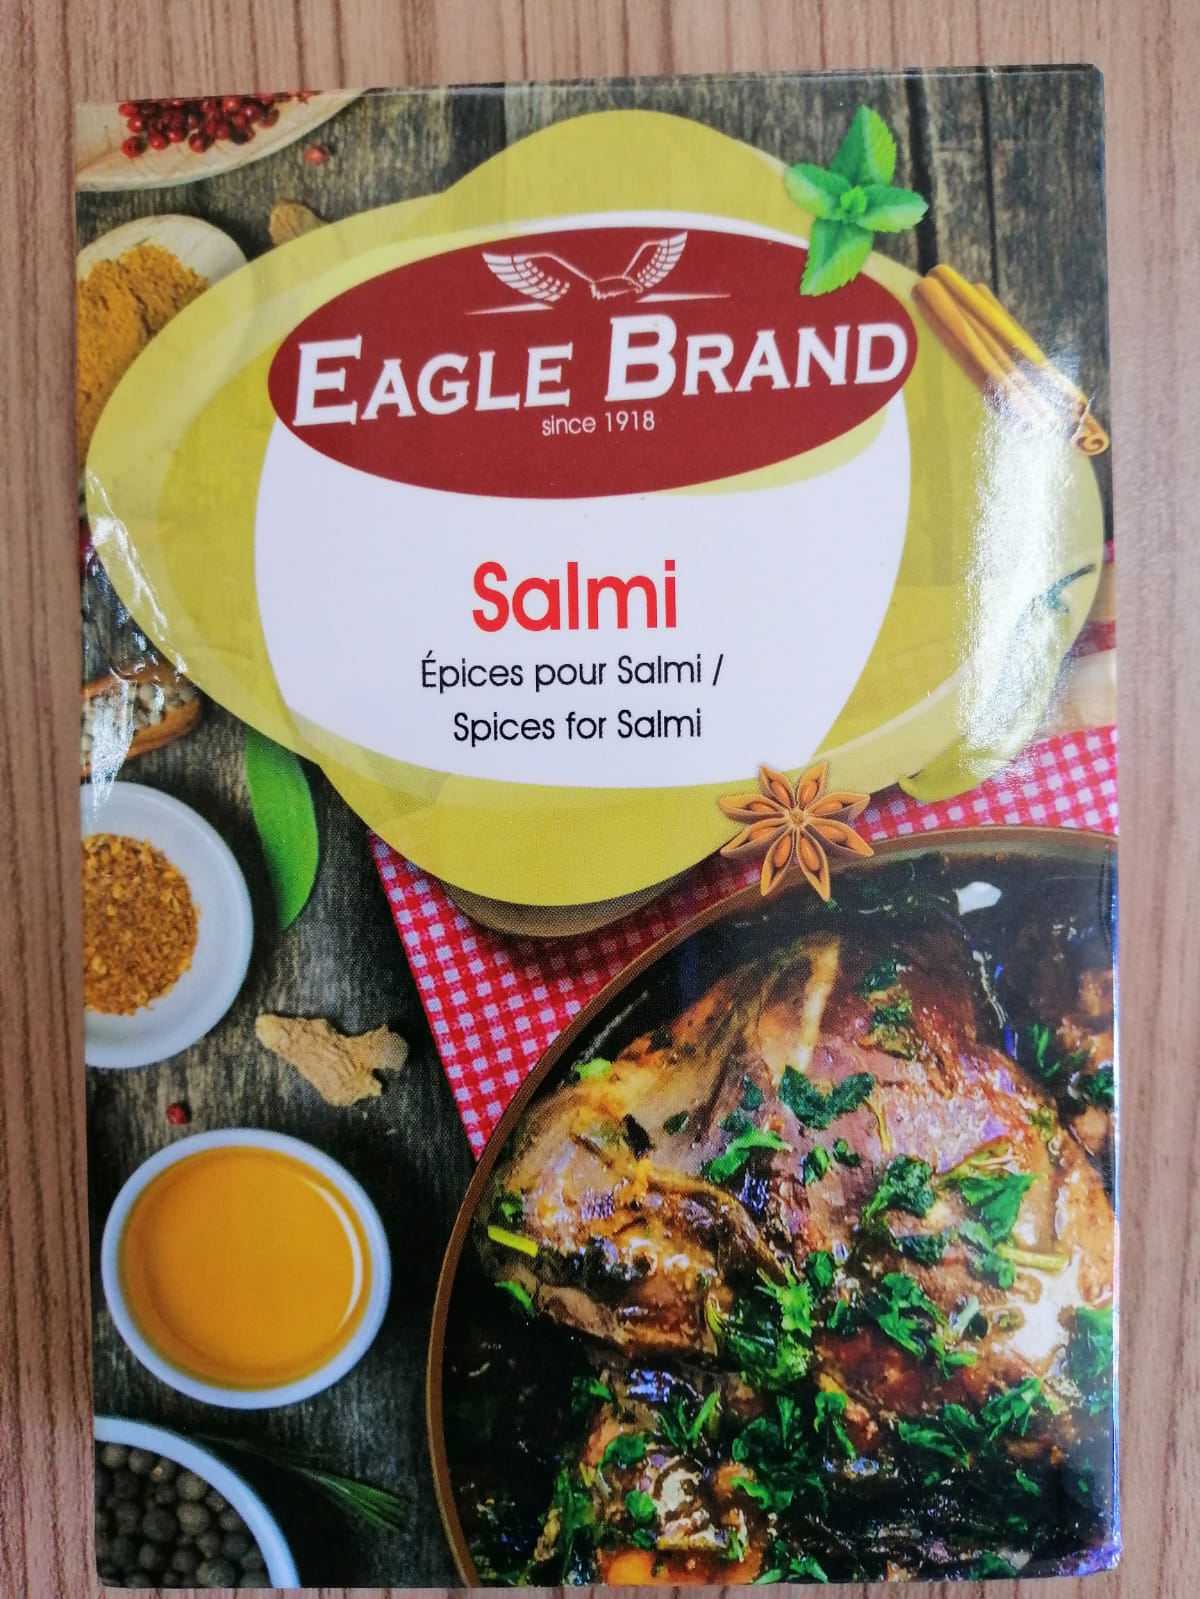 EAGLE BRAND
since 1918
Salmi
Épices pour Salmi /
Spices for Salmi